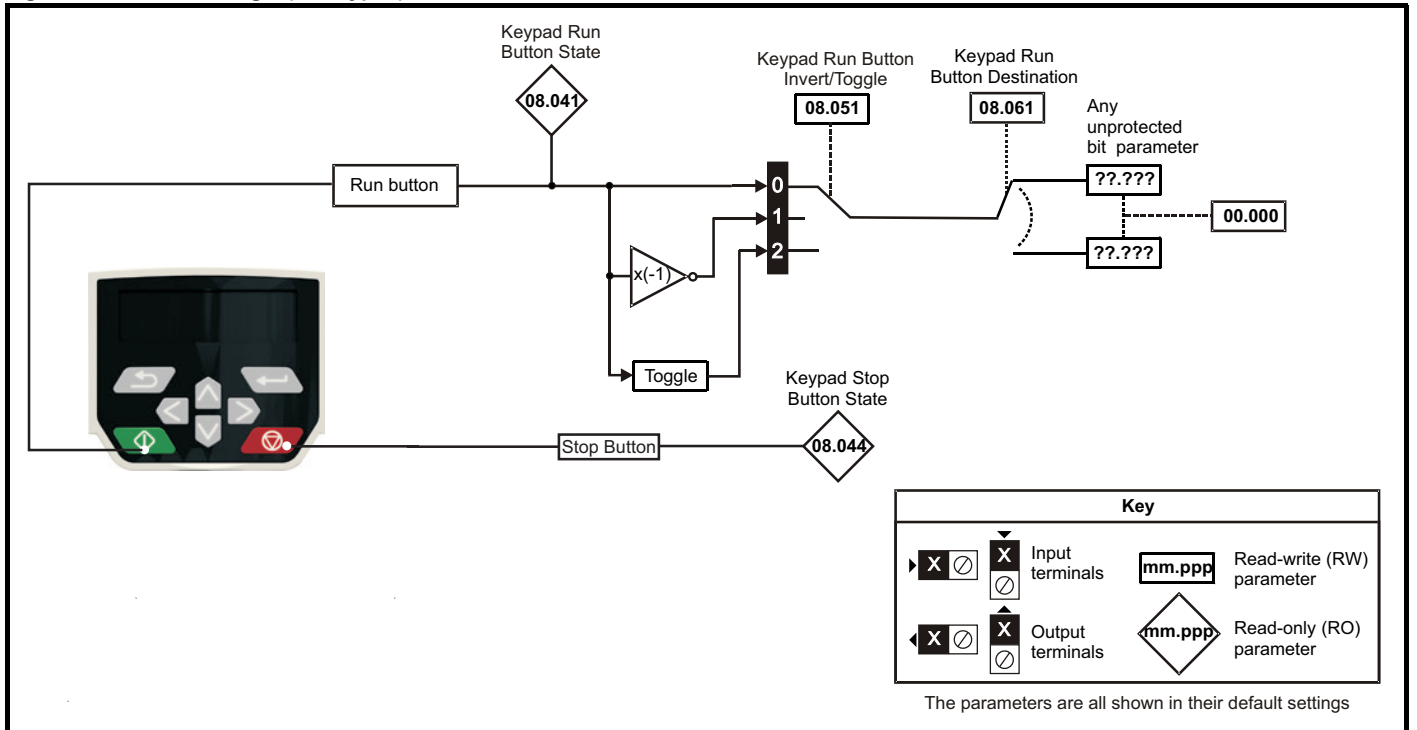 Keypad Run
Button State
08.041
Keypad Run Button
Invert/Toggle
08.051
Keypad Run
Button Destination
08.061
Any
unprotected
bit parameter
??.???
00.000
??.???
Run button
0
1
2
x(-1)
Toggle
Keypad Stop
Button State
08.044
Stop Button
Key
X
X
Input
terminals
mm.ppp
Read-write (RW)
parameter
X
X
Output
terminals
mm.ppp
Read-only (RO)
parameter
The parameters are all shown in their default settings